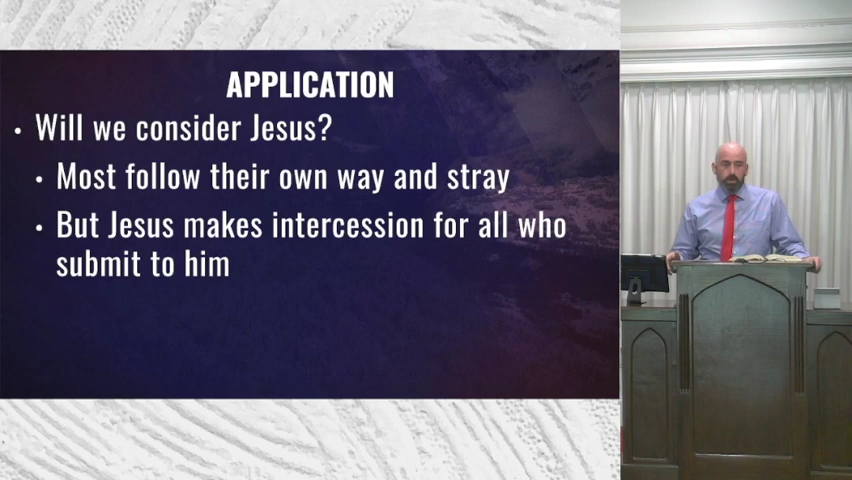 APPLICATION
• Will we consider Jesus?
• Most follow their own way and stray
• But Jesus makes intercession for all who
submit to him